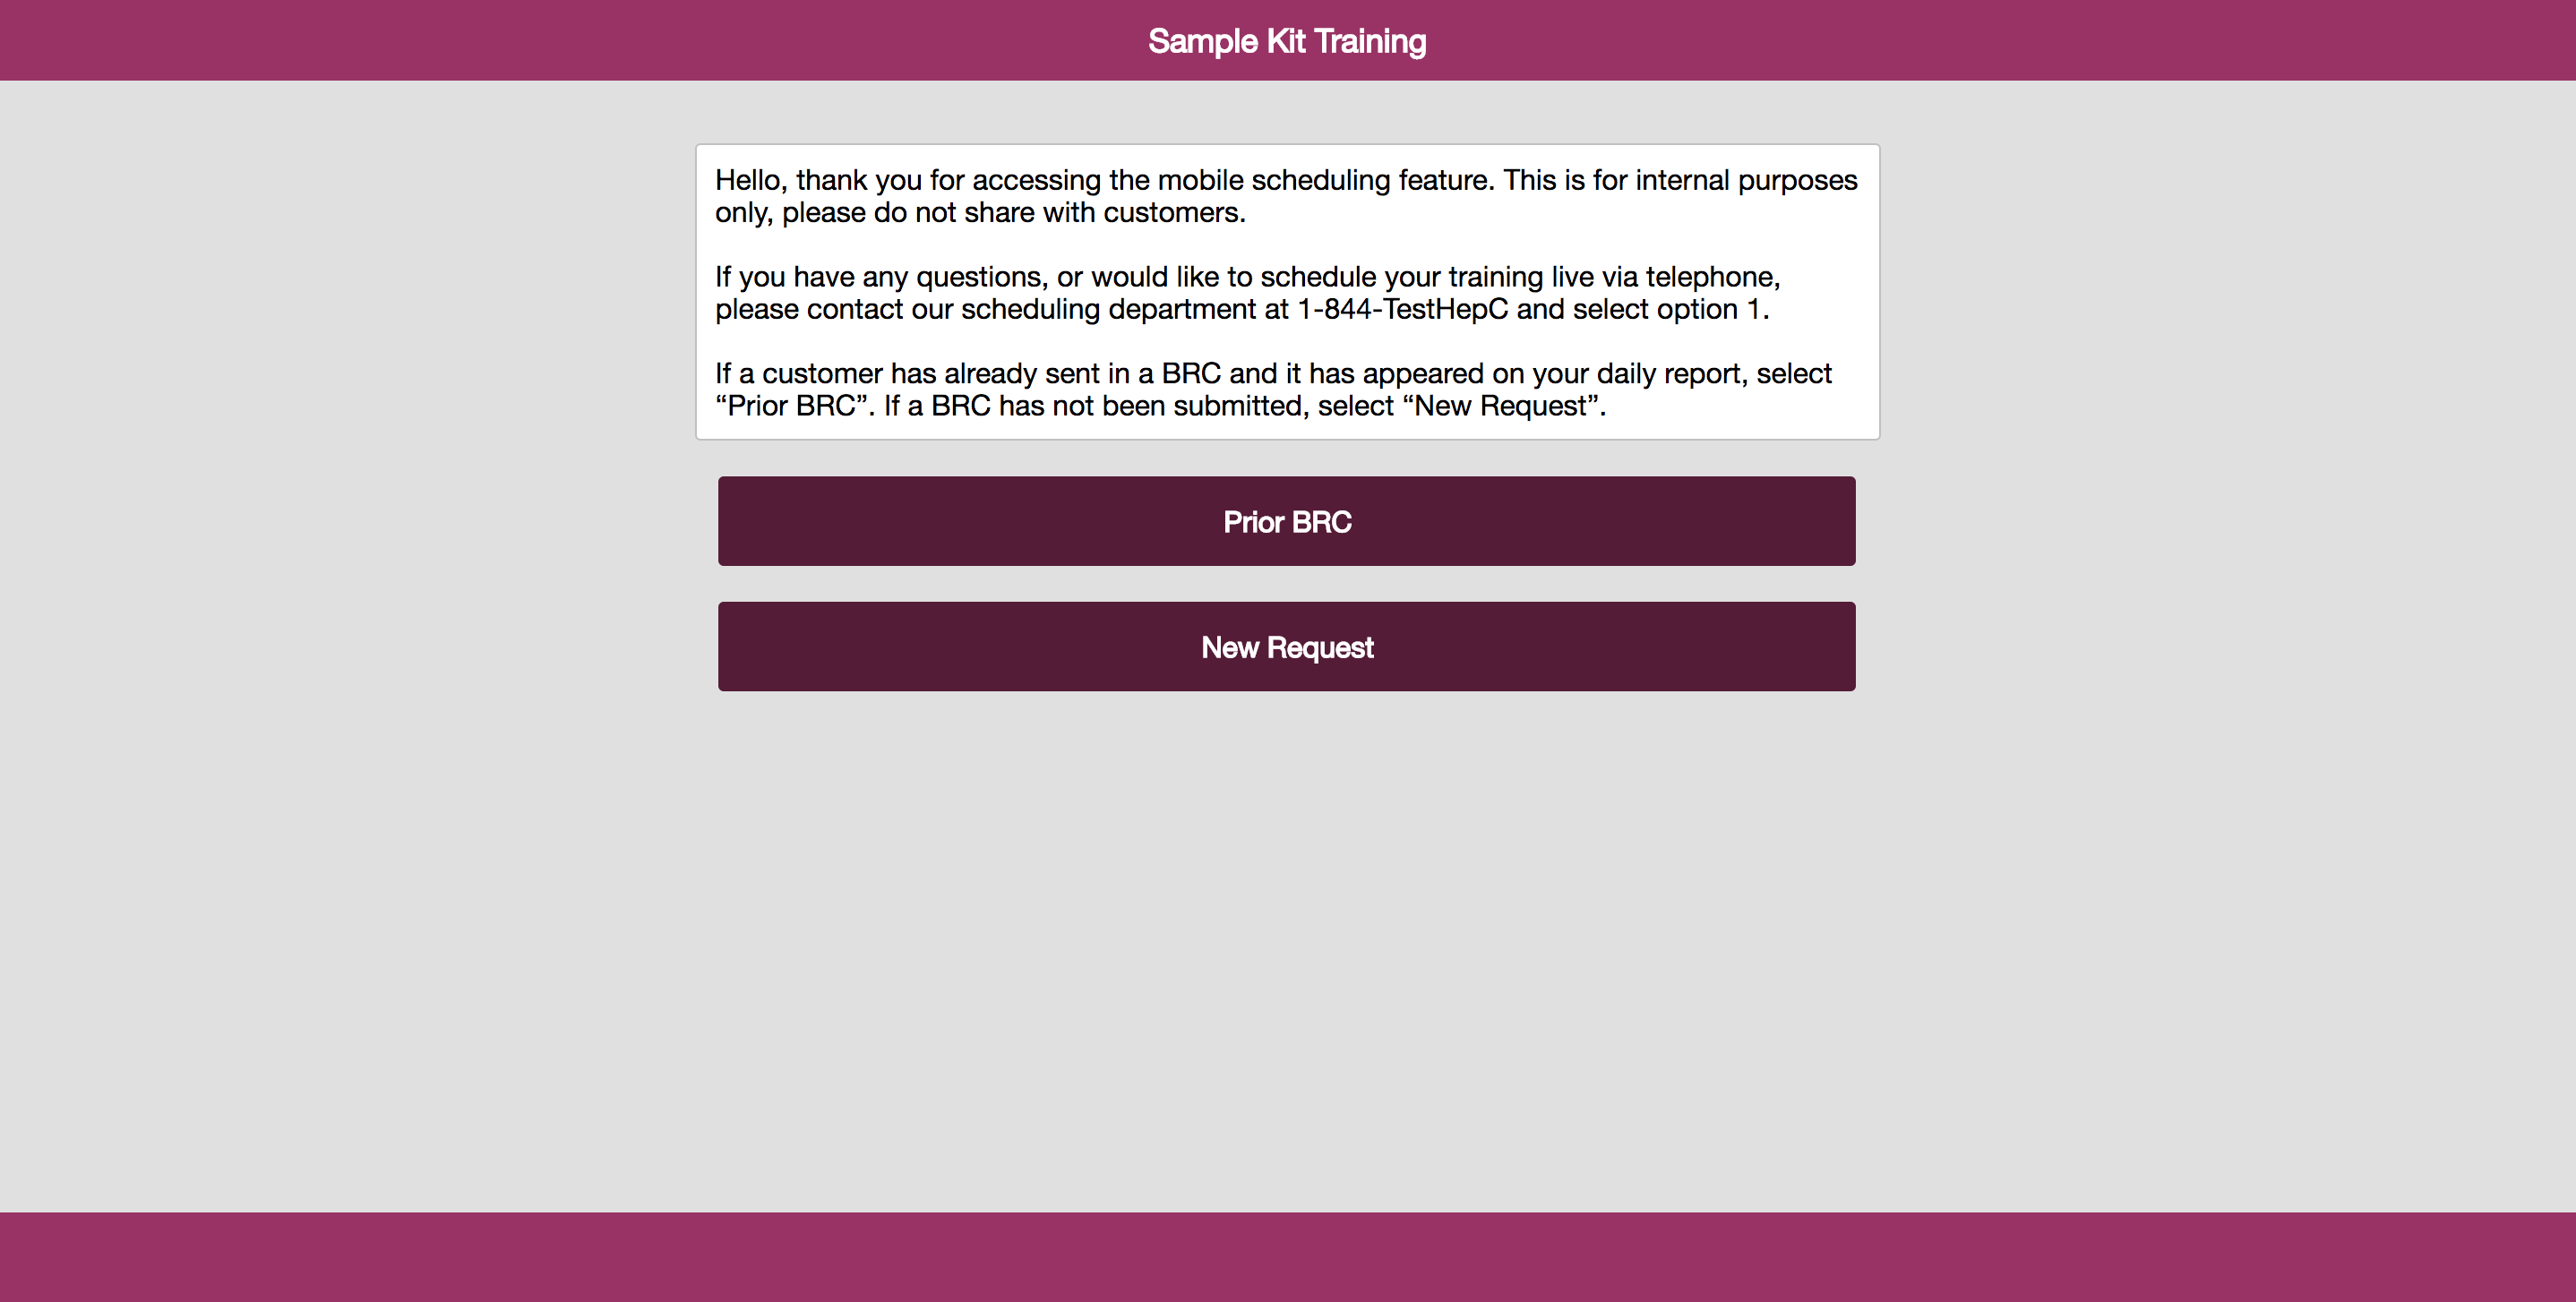 Sample Kit Training
Hello, thank you for accessing the mobile scheduling feature. This is for internal purposes
only, please do not share with customers.
If you have any questions, or would like to schedule your training live via telephone,
please contact our scheduling department at 1-844-TestHepC and select option 1.
If a customer has already sent in a BRC and it has appeared on your daily report, select
“Prior BRC”. If a BRC has not been submitted, select “New Request”.
Prior BRC
New Request